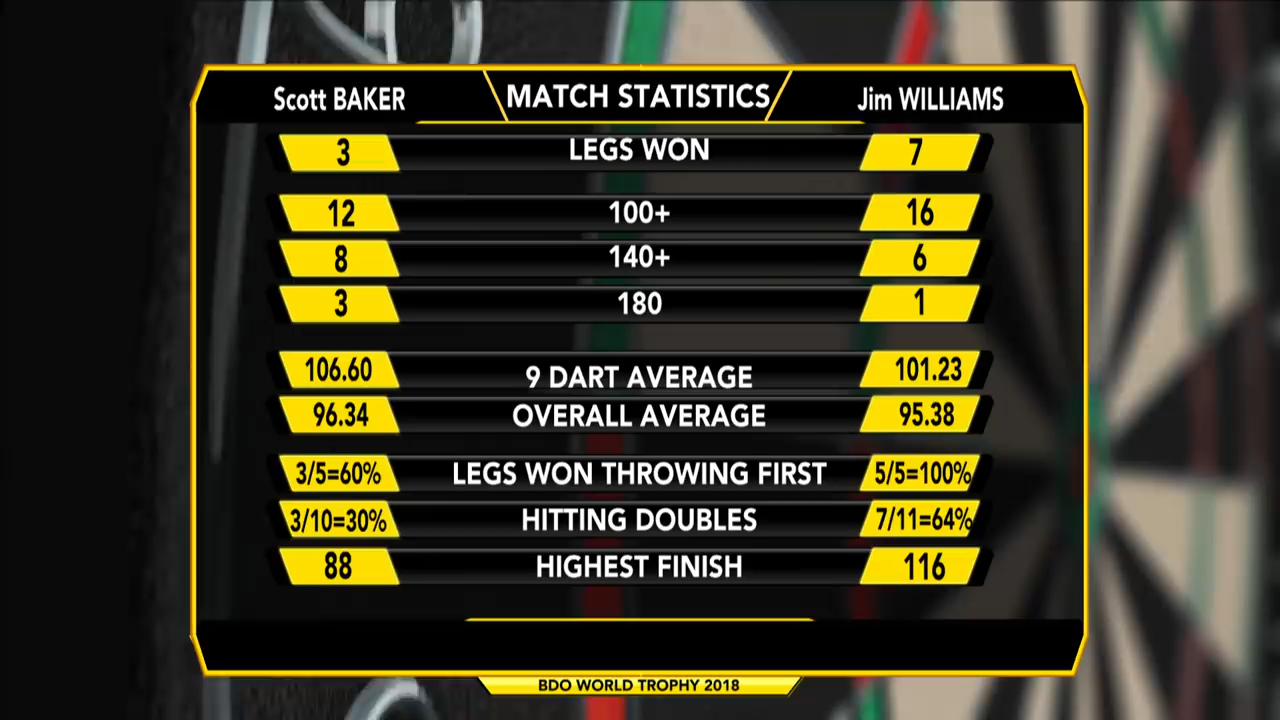 Scott BAKER MATCH STATISTICS Jim WILLIAMS
3 LEGS WON 7
12 100+ 16
8 140+ 6
3 180 1
106.60 9 DART AVERAGE 101.23
96.34 OVERALL AVERAGE 95.38
3/5=60% LEGS WON THROWING FIRST 5/5=100%
3/10=30% HITTING DOUBLES 7/11=64%
88 HIGHEST FINISH 116
BDO WORLD TROPHY 2018